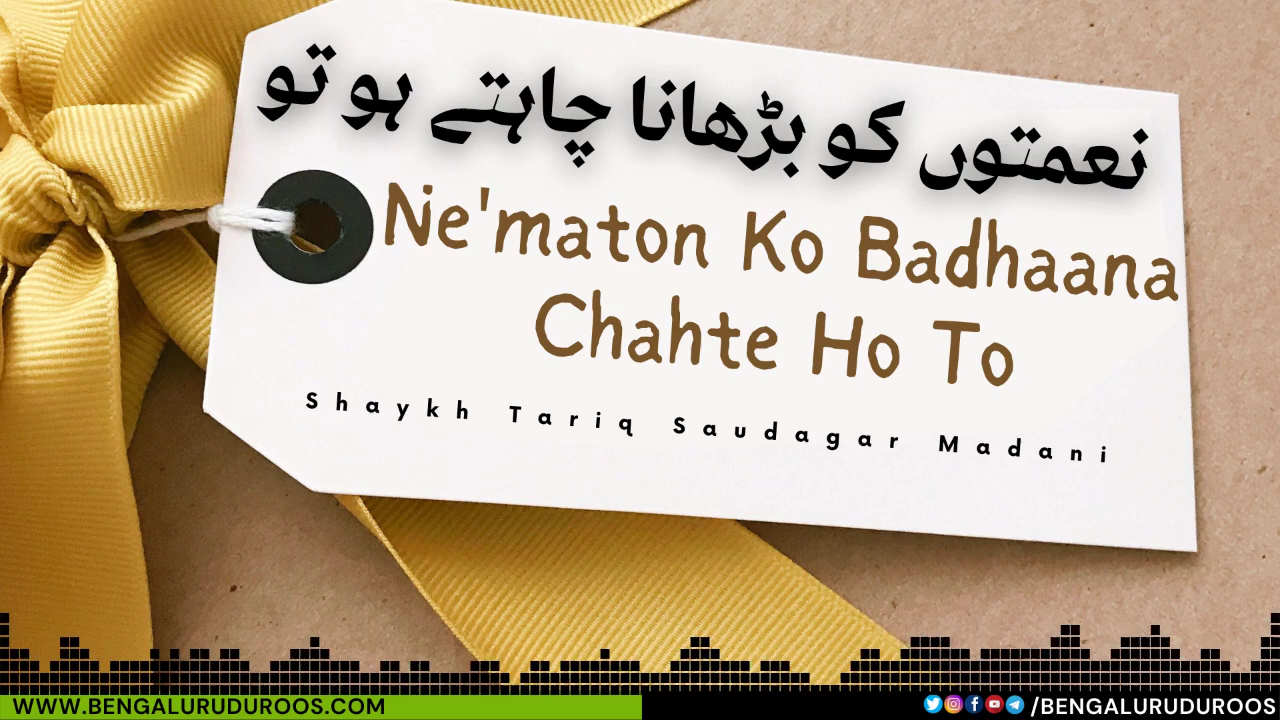 نعمتوں کو بڑھانا چاہتے ہو تو
Ne'maton Ko Badhaana
Chahte Ho To
Shaykh Tariq Saudagar Madani
WWW.BENGALURUDUROOS.COM
/BENGALURUDUROOS